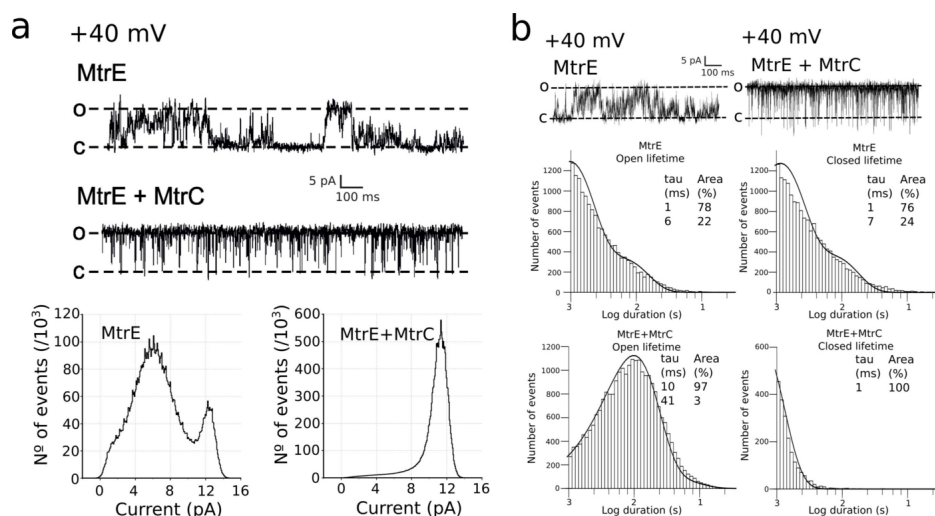 a
+40 mV
MtrE
O
C
5 pA
100 ms
MtrE + MtrC
O
C
Nº of events (/10³)
120
100
80
60
40
20
0
MtrE
0 4 8 12 16
Current (pA)
Nº of events (/10³)
600
500
400
300
200
100
0
MtrE+MtrC
0 4 8 12 16
Current (pA)
b
+40 mV
MtrE
O
C
5 pA
100 ms
+40 mV
MtrE + MtrC
O
C
5 pA
100 ms
MtrE
Open lifetime
tau Area
(ms) (%)
1 78
6 22
Number of events
1200
1000
800
600
400
200
0
3 2 1
Log duration (s)
MtrE
Closed lifetime
tau Area
(ms) (%)
1 76
7 24
Number of events
1200
1000
800
600
400
200
0
3 2 1
Log duration (s)
MtrE+MtrC
Open lifetime
tau Area
(ms) (%)
10 97
41 3
Number of events
1200
1000
800
600
400
200
0
3 2 1
Log duration (s)
MtrE+MtrC
Closed lifetime
tau Area
(ms) (%)
1 100
Number of events
600
400
200
0
3 2 1
Log duration (s)